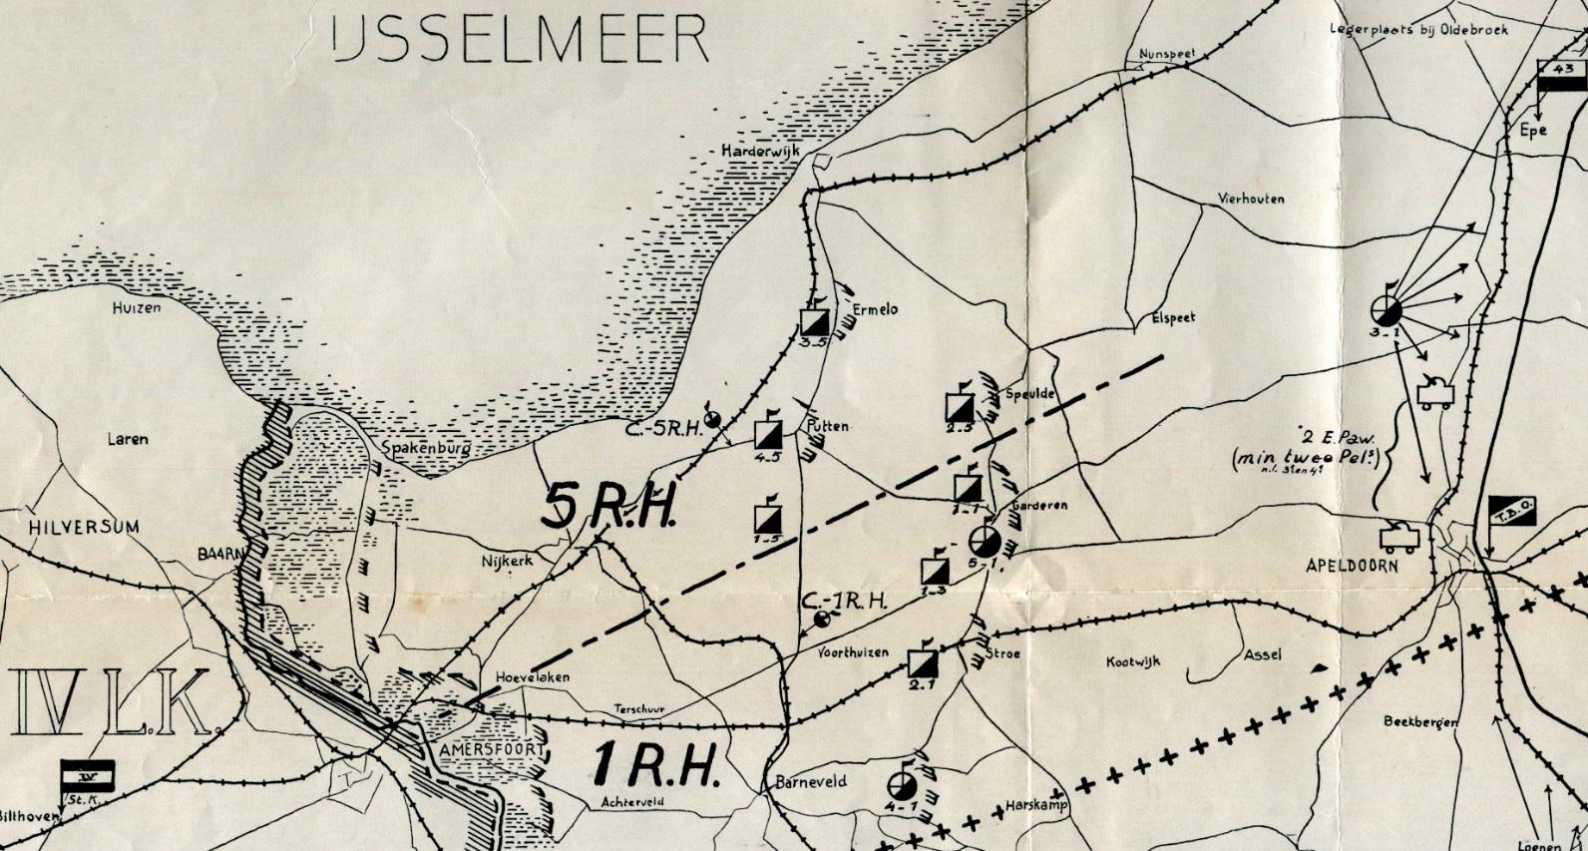 IJSSELMEER
Legerplaats bij Oldebroek
Nunspeet
43
Epe
Harderwijk
Vierhouten
Huizen
Ermelo
3-5
Elspeet
3-1
Laren
Spakenburg
C.-5R.H.
4-5
Putten
Speulde
2-5
2 E.Paw.
(min twee Pel.s)
HILVERSUM
5 R.H.
1-5
1-1
Garderen
T.B.O.
BAARN
Nijkerk
5-1
APELDOORN
1-3
C.-1R.H.
Voorthuizen
Stroe
2.1
Kootwijk
Assel
IV L.K.
Hoevelaken
Terschuur
Beekbergen
AMERSFOORT
1 R.H.
IV
St.K.
Barneveld
4-1
Achterveld
Harskamp
Bilthoven
Loenen